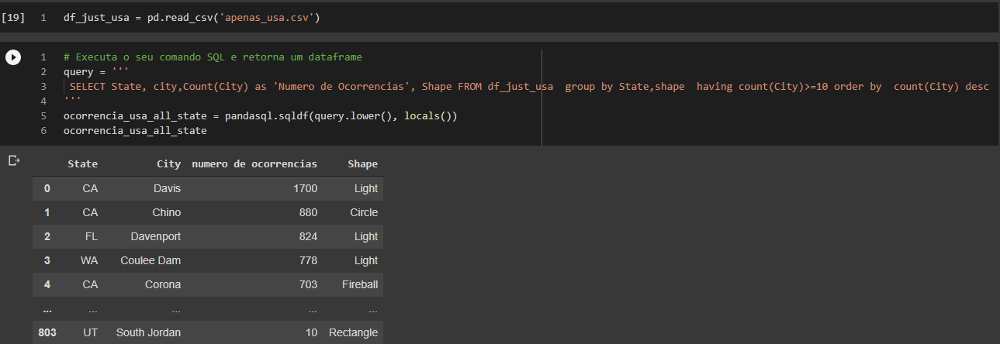 [19] 1 df_just_usa = pd.read_csv('apenas_usa.csv')
1 # Executa o seu comando SQL e retorna um dataframe
2 query = '''
3 SELECT State, city,Count(City) as 'Numero de Ocorrencias', Shape FROM df_just_usa  group by State,shape  having count(City)>=10 order by  count(City) desc
4 '''
5 ocorrencia_usa_all_state = pandasql.sqldf(query.lower(), locals())
6 ocorrencia_usa_all_state
State City numero de ocorrencias Shape
0 CA Davis 1700 Light
1 CA Chino 880 Circle
2 FL Davenport 824 Light
3 WA Coulee Dam 778 Light
4 CA Corona 703 Fireball
... ... ... ... ...
803 UT South Jordan 10 Rectangle